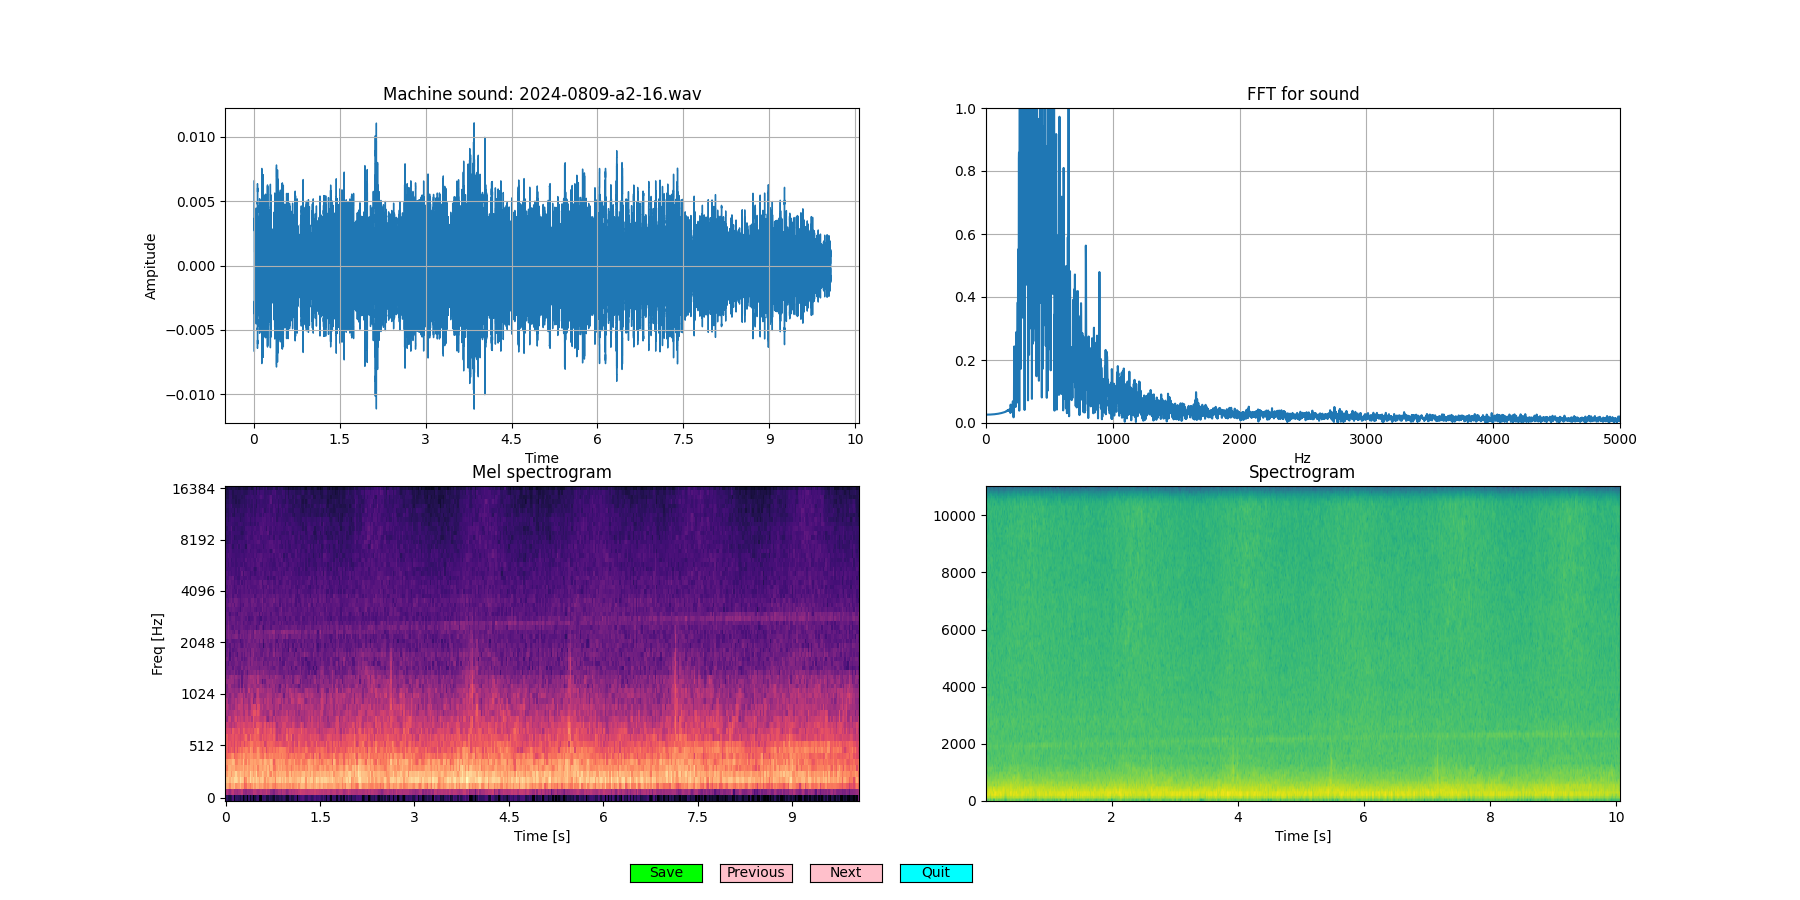 Machine sound: 2024-0809-a2-16.wav
0.010
0.005
0.000
−0.005
−0.010
Ampitude
0 1.5 3 4.5 6 7.5 9 10
Time
FFT for sound
1.0
0.8
0.6
0.4
0.2
0.0
0 1000 2000 3000 4000 5000
Hz
Mel spectrogram
16384
8192
4096
2048
1024
512
0
Freq [Hz]
0 1.5 3 4.5 6 7.5 9
Time [s]
Spectrogram
10000
8000
6000
4000
2000
0
2 4 6 8 10
Time [s]
Save Previous Next Quit